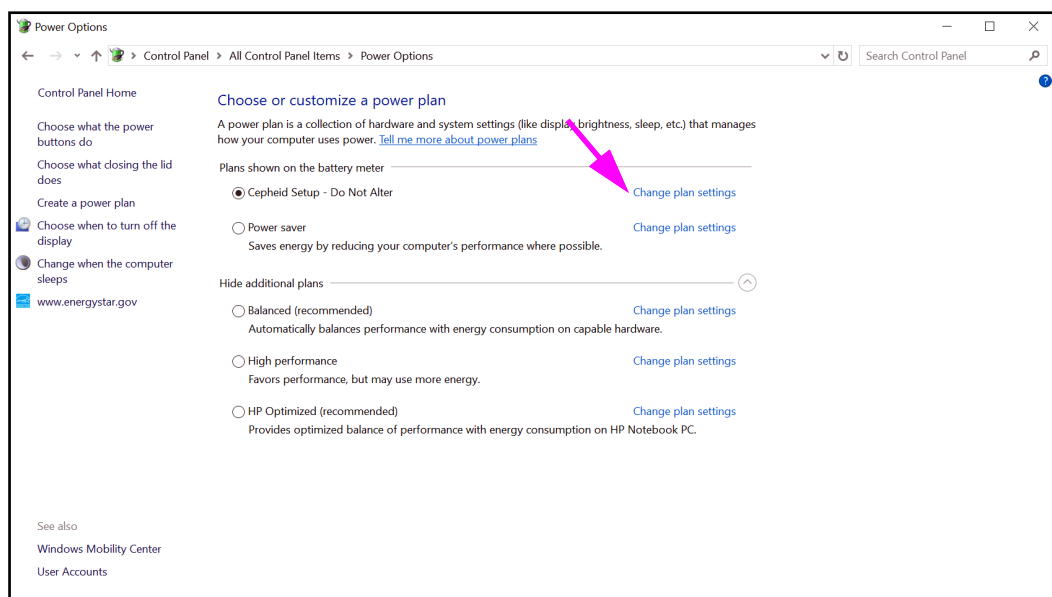 Power Options
Control Panel > All Control Panel Items > Power Options
Search Control Panel
?
Control Panel Home
Choose what the power
buttons do
Choose what closing the lid
does
Create a power plan
Choose when to turn off the
display
Change when the computer
sleeps
www.energystar.gov
Choose or customize a power plan
A power plan is a collection of hardware and system settings (like display brightness, sleep, etc.) that manages
how your computer uses power. Tell me more about power plans
Plans shown on the battery meter
Cepheid Setup - Do Not Alter Change plan settings
Power saver Change plan settings
Saves energy by reducing your computer's performance where possible.
Hide additional plans
Balanced (recommended) Change plan settings
Automatically balances performance with energy consumption on capable hardware.
High performance Change plan settings
Favors performance, but may use more energy.
HP Optimized (recommended) Change plan settings
Provides optimized balance of performance with energy consumption on HP Notebook PC.
See also
Windows Mobility Center
User Accounts